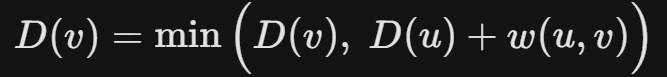 D(v) = min(D(v), D(u) + w(u, v))